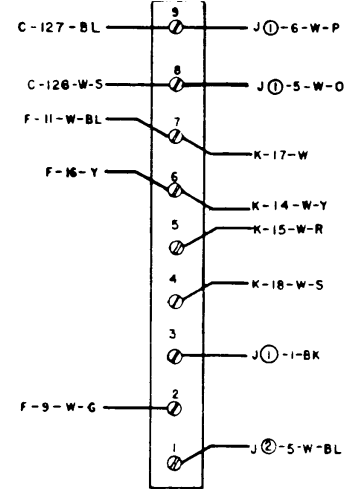 9
C-127-BL J①-6-W-P
8
C-126-W-S J①-5-W-O
F-11-W-BL
7
K-17-W
F-16-Y
6
K-14-W-Y
5 K-15-W-R
4 K-18-W-S
3
J①-1-BK
2
F-9-W-G
1 J②-5-W-BL